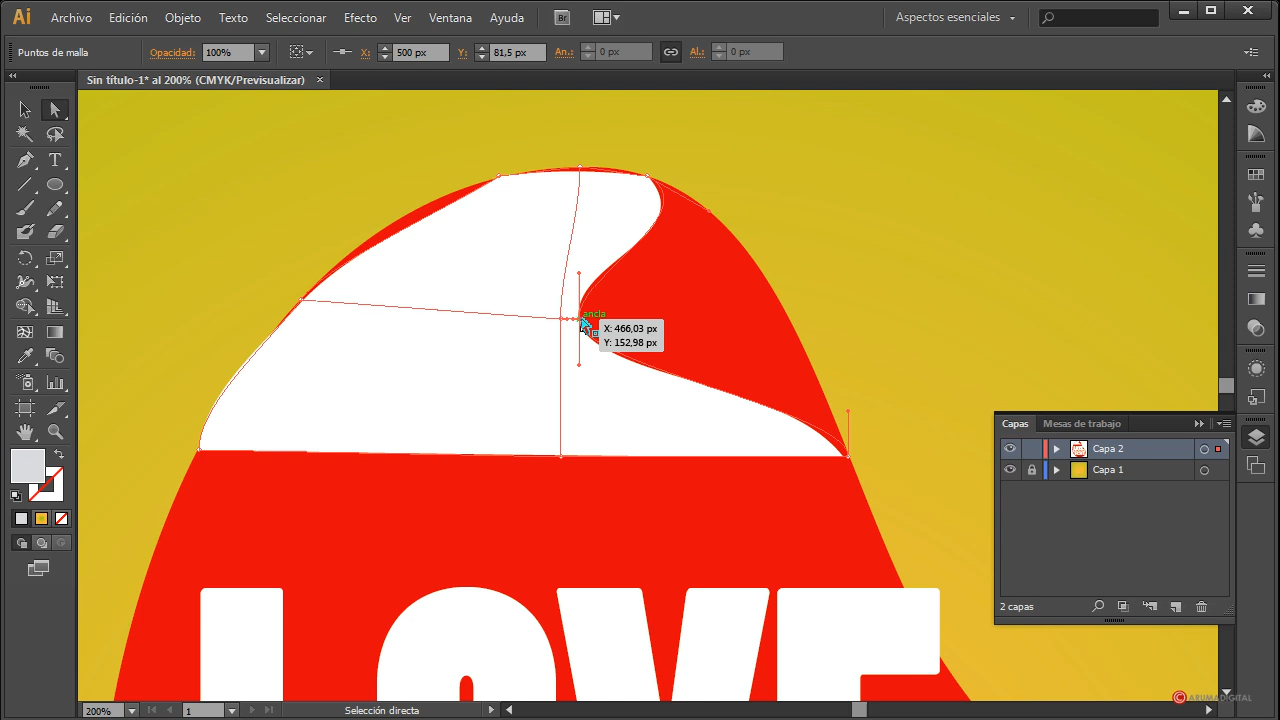 Ai Archivo Edición Objeto Texto Seleccionar Efecto Ver Ventana Ayuda Br Aspectos esenciales
Puntos de malla Opacidad: 100% X: 500 px Y: 81,5 px An.: 0 px Al.: 0 px
Sin título-1* al 200% (CMYK/Previsualizar)
ancla
X: 466,03 px
Y: 152,98 px
Capas Mesas de trabajo
Capa 2
Capa 1
2 capas
LOVE
©ARUMADIGITAL
200% 1 Selección directa